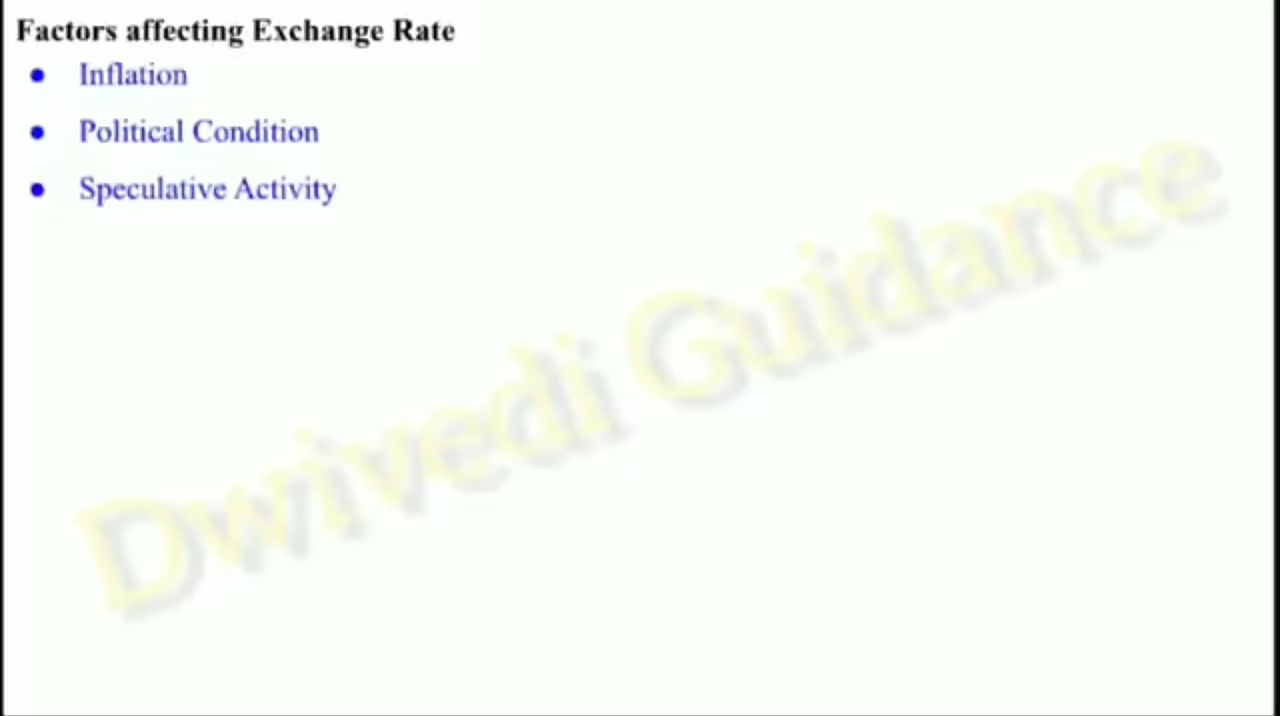 Factors affecting Exchange Rate
● Inflation
● Political Condition
● Speculative Activity
Dwivedi Guidance